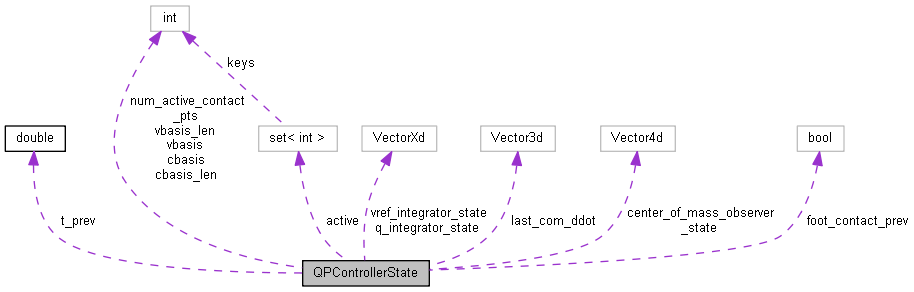 int
keys
num_active_contact
_pts
vbasis_len
vbasis
cbasis
cbasis_len
double
set< int >
VectorXd
Vector3d
Vector4d
bool
t_prev
active
vref_integrator_state
q_integrator_state
last_com_ddot
center_of_mass_observer
_state
foot_contact_prev
QPControllerState